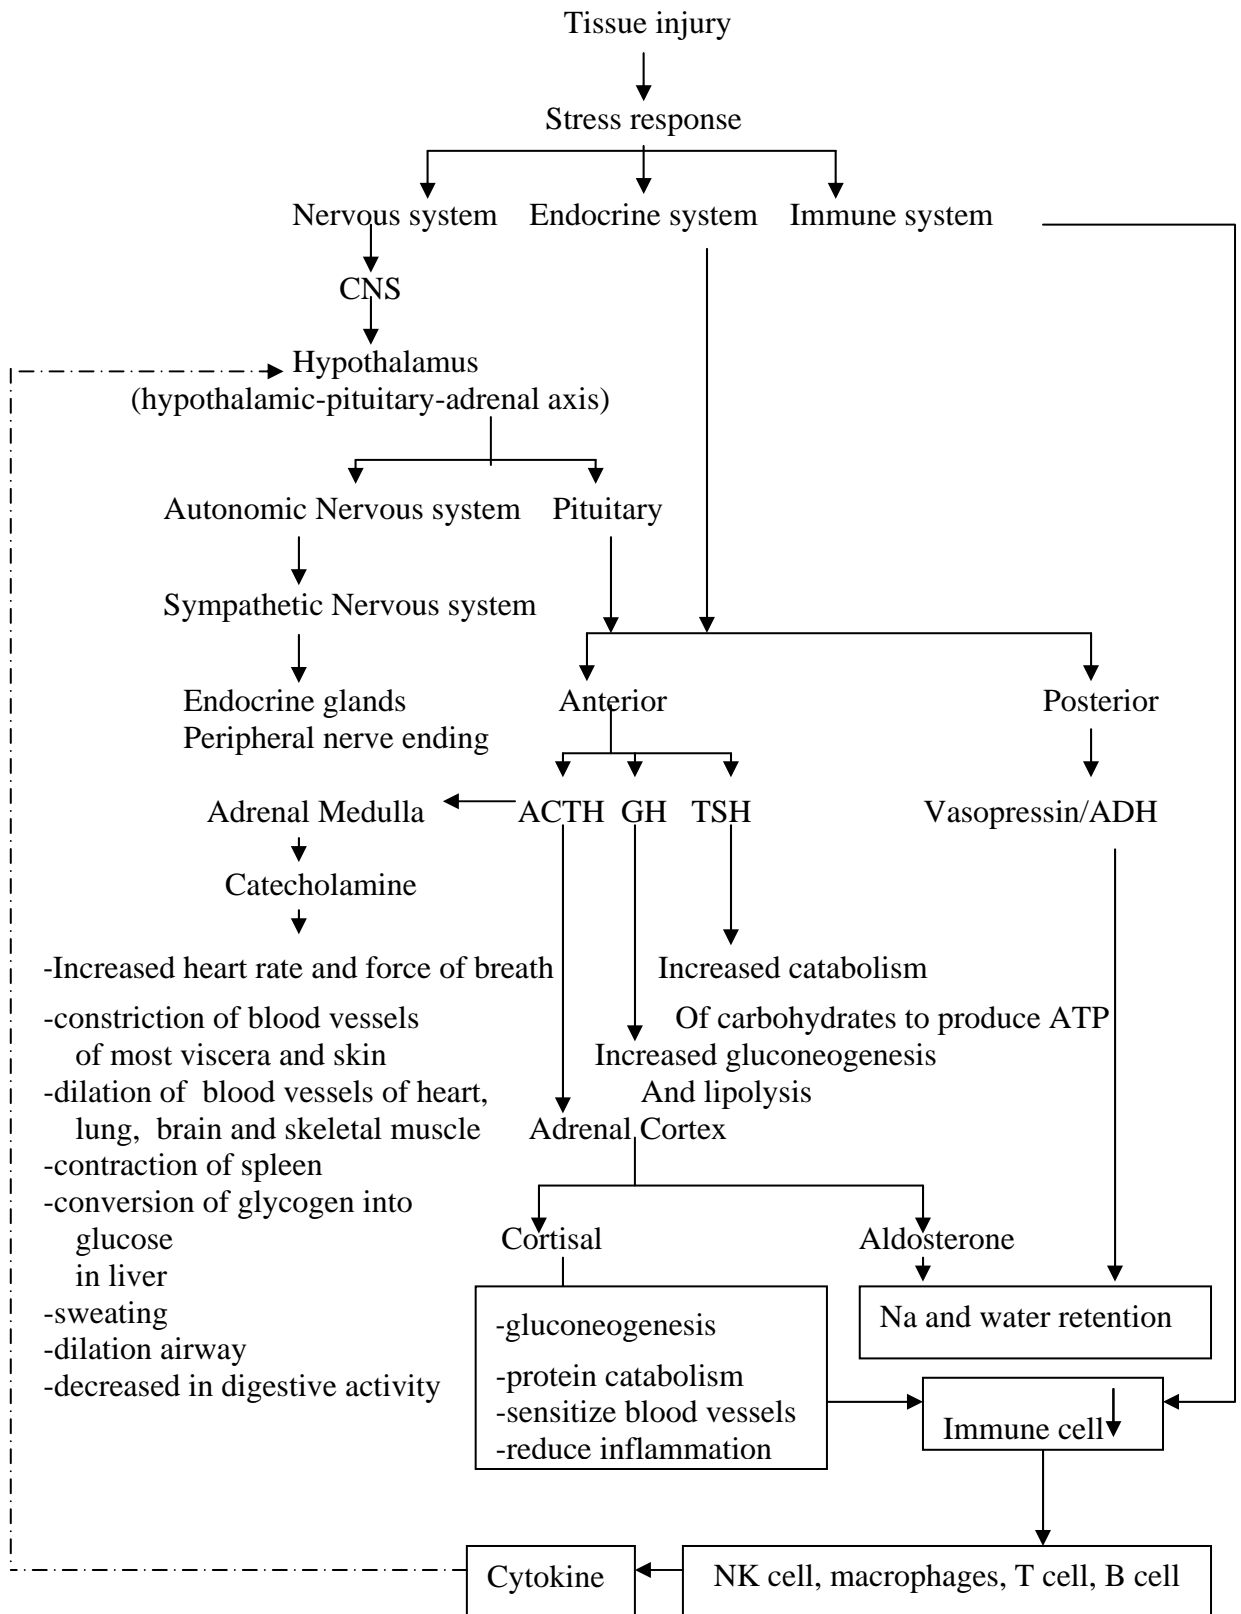 Tissue injury
Stress response
Nervous system
Endocrine system
Immune system
CNS
Hypothalamus
(hypothalamic-pituitary-adrenal axis)
Autonomic Nervous system
Pituitary
Sympathetic Nervous system
Endocrine glands
Peripheral nerve ending
Anterior
Posterior
Adrenal Medulla
ACTH
GH
TSH
Vasopressin/ADH
Catecholamine
-Increased heart rate and force of breath
-constriction of blood vessels
of most viscera and skin
-dilation of blood vessels of heart,
lung, brain and skeletal muscle
-contraction of spleen
-conversion of glycogen into
glucose
in liver
-sweating
-dilation airway
-decreased in digestive activity
Increased catabolism
Of carbohydrates to produce ATP
Increased gluconeogenesis
And lipolysis
Adrenal Cortex
Cortisal
Aldosterone
-gluconeogenesis
-protein catabolism
-sensitize blood vessels
-reduce inflammation
Na and water retention
Immune cell
Cytokine
NK cell, macrophages, T cell, B cell